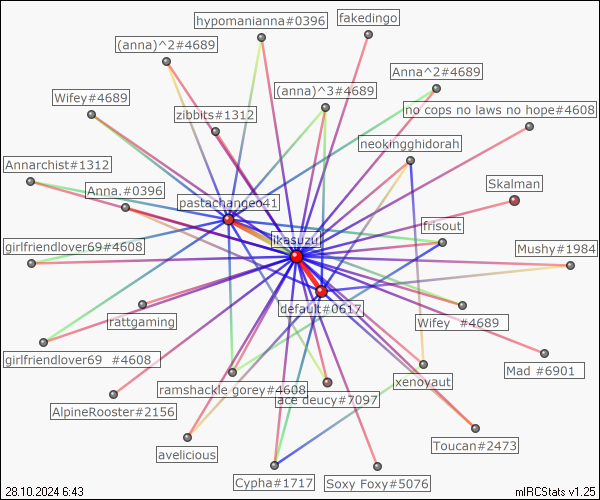 hypomanianna#0396
fakedingo
(anna)^2#4689
Anna^2#4689
(anna)^3#4689
Wifey#4689
zibbits#1312
no cops no laws no hope#4608
neokingghidorah
Annarchist#1312
Anna.#0396
Skalman
pastachangeo41
frisout
jikasuzu
girlfriendlover69#4608
Mushy#1984
default#0617
rattgaming
Wifey  #4689
girlfriendlover69  #4608
Mad #6901
ramshackle gorey#4608
xenoyaut
ace deucy#7097
AlpineRooster#2156
Toucan#2473
avelicious
Cypha#1717
Soxy Foxy#5076
28.10.2024 6:43
mIRCStats v1.25